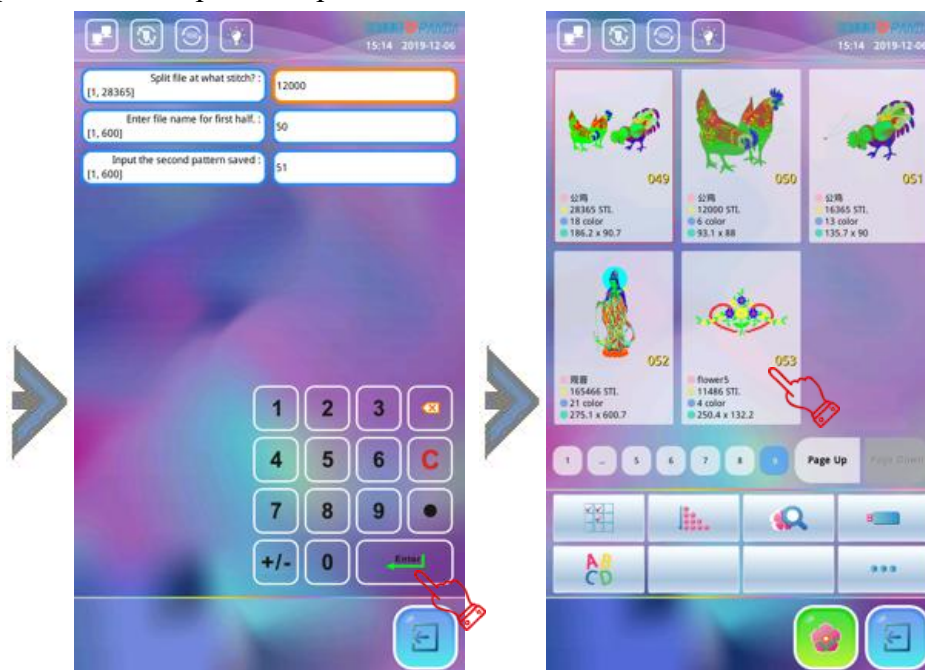 15:14 2019-12-06
Split file at what stitch? :
[1, 28365]
12000
Enter file name for first half. :
[1, 600]
50
Input the second pattern saved :
[1, 600]
51
1 2 3
4 5 6 C
7 8 9
+/- 0 Enter
PANDA
15:14 2019-12-06
049
公鸡
28365 STI.
18 color
186.2 x 90.7
050
公鸡
12000 STI.
6 color
93.1 x 88
051
公鸡
16365 STI.
13 color
135.7 x 90
052
观音
165466 STI.
21 color
275.1 x 600.7
053
flower5
11486 STI.
4 color
250.4 x 132.2
1 ... 5 6 7 8 9 Page Up Page Down
AB
CD